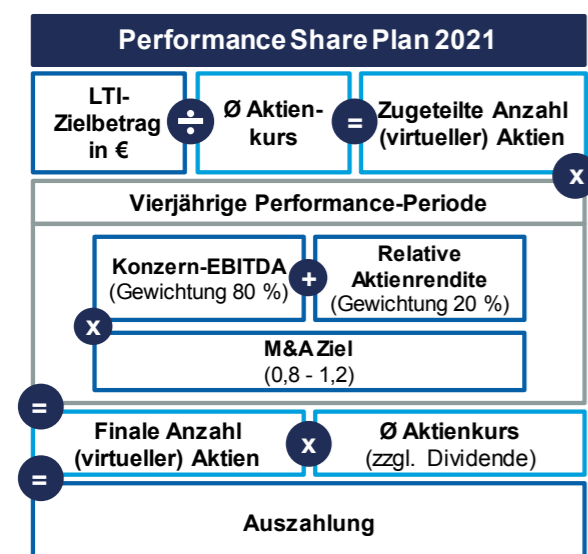 Performance Share Plan 2021
LTI-
Zielbetrag
in €
÷
Ø Aktien-
kurs
=
Zugeteilte Anzahl
(virtueller) Aktien
x
Vierjährige Performance-Periode
Konzern-EBITDA
(Gewichtung 80 %)
+
Relative
Aktienrendite
(Gewichtung 20 %)
x
M&A Ziel
(0,8 - 1,2)
=
Finale Anzahl
(virtueller) Aktien
x
Ø Aktienkurs
(zzgl. Dividende)
=
Auszahlung